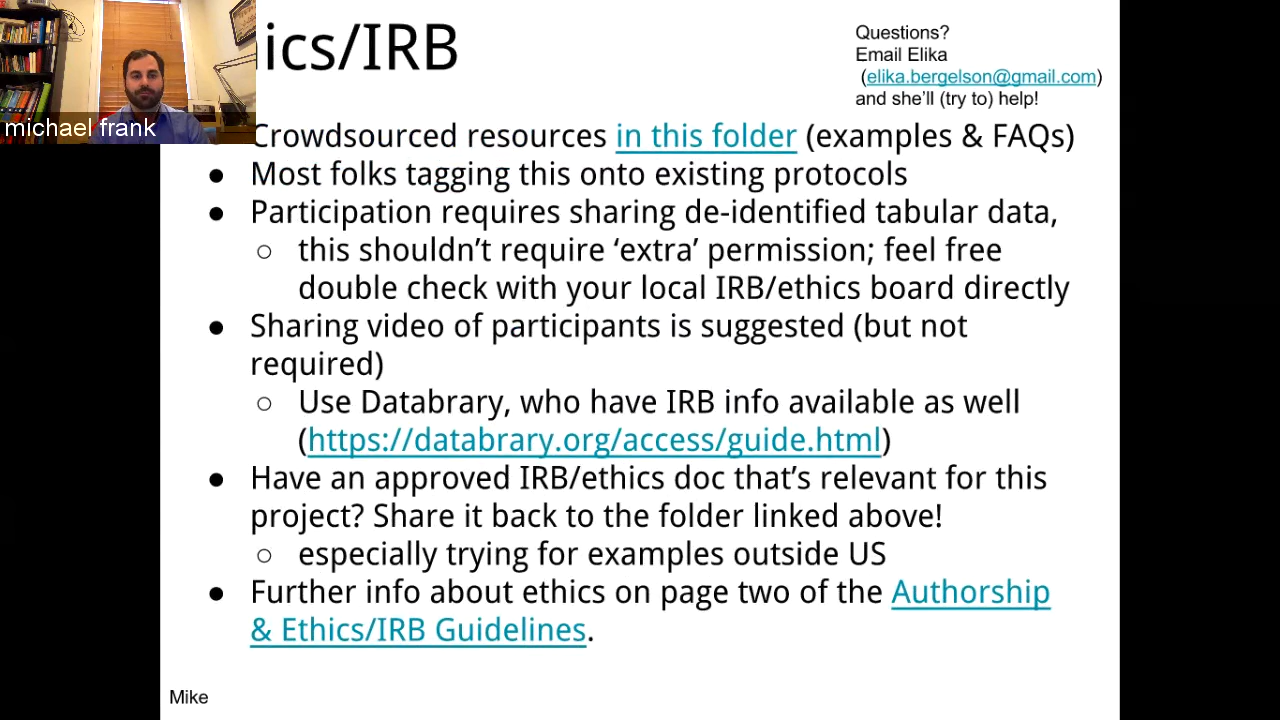 ics/IRB
Questions?
Email Elika
(elika.bergelson@gmail.com)
and she'll (try to) help!
michael frank
Crowdsourced resources in this folder (examples & FAQs)
● Most folks tagging this onto existing protocols
● Participation requires sharing de-identified tabular data,
○ this shouldn't require ‘extra’ permission; feel free
double check with your local IRB/ethics board directly
● Sharing video of participants is suggested (but not
required)
○ Use Databrary, who have IRB info available as well
(https://databrary.org/access/guide.html)
● Have an approved IRB/ethics doc that's relevant for this
project? Share it back to the folder linked above!
○ especially trying for examples outside US
● Further info about ethics on page two of the Authorship
& Ethics/IRB Guidelines.
Mike